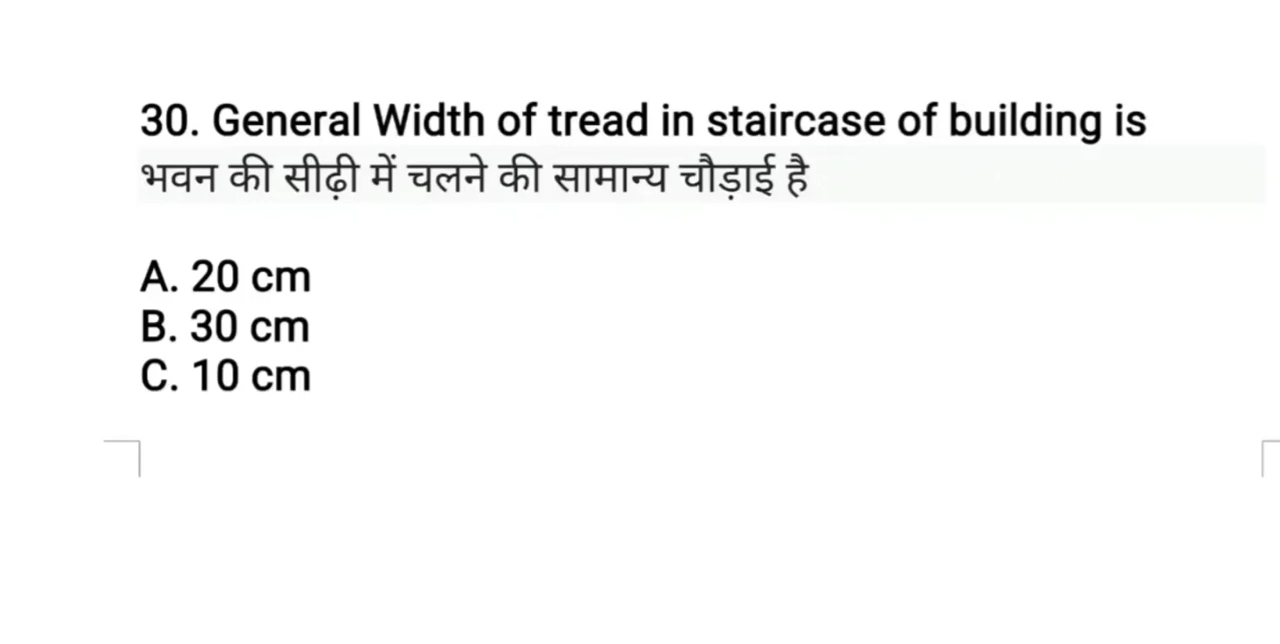 30. General Width of tread in staircase of building is
भवन की सीढ़ी में चलने की सामान्य चौड़ाई है
A. 20 cm
B. 30 cm
C. 10 cm